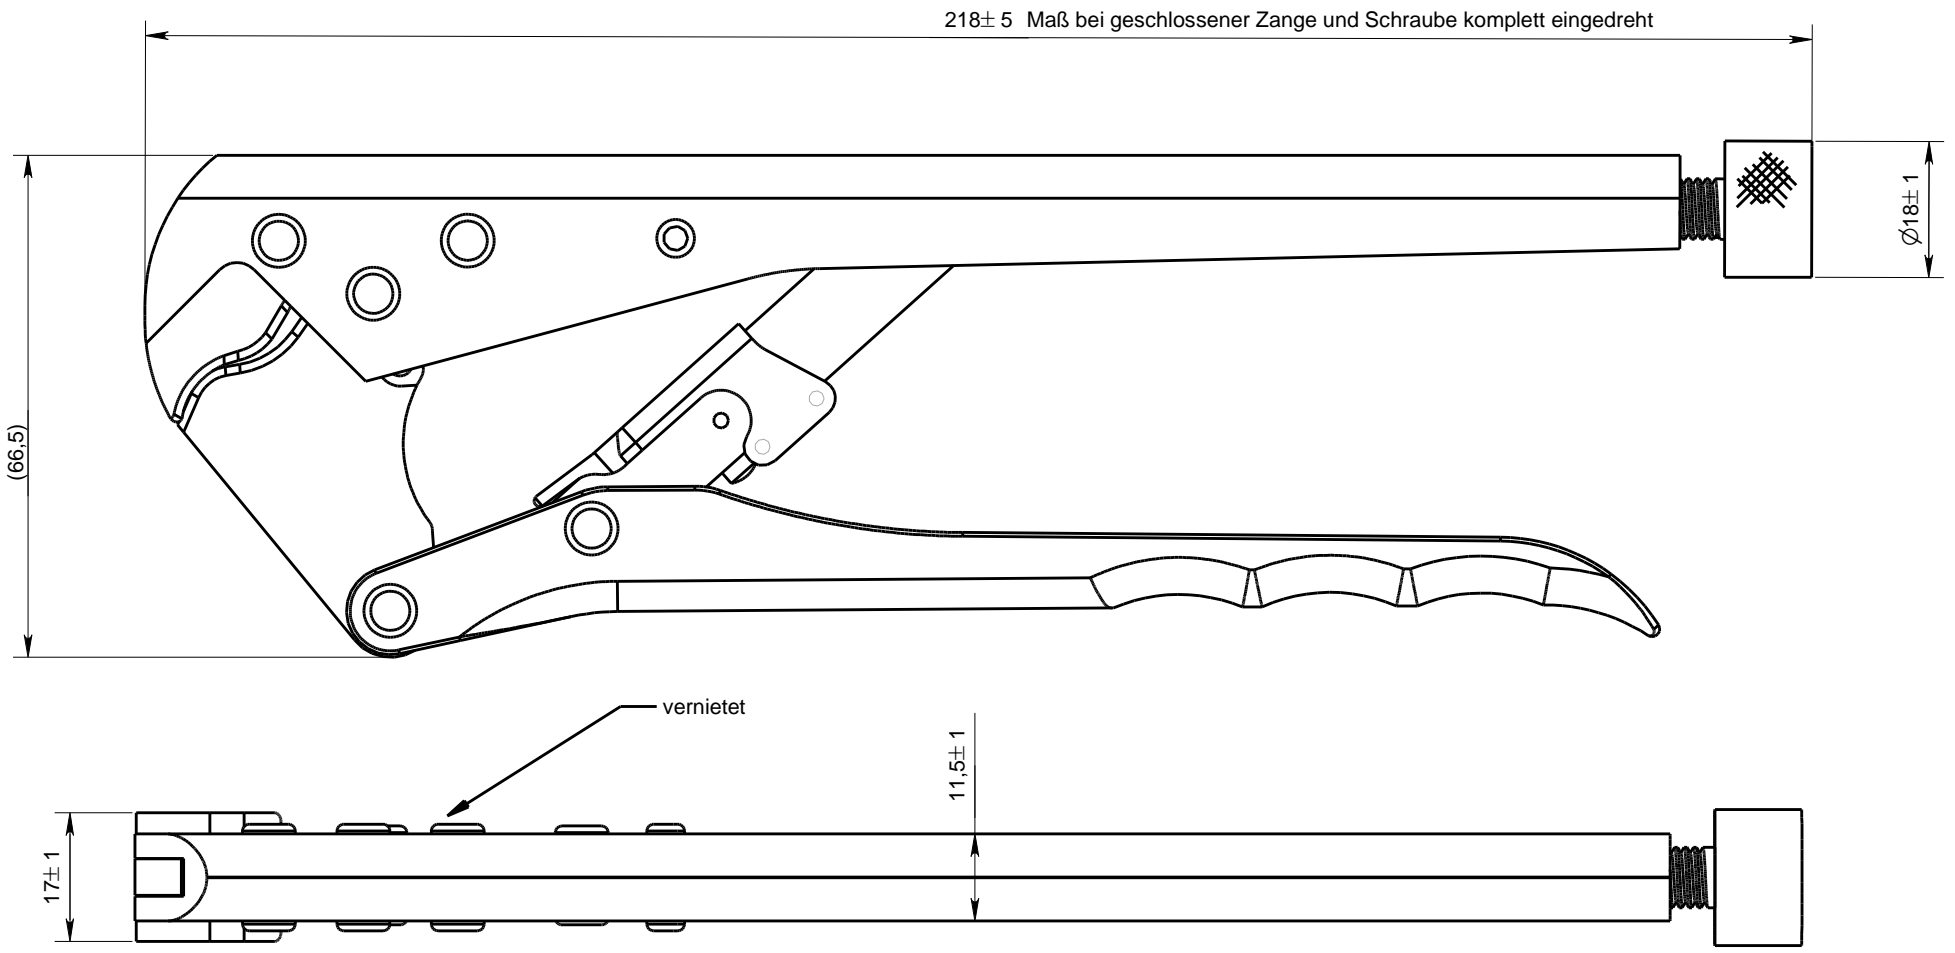 218± 5 Maß bei geschlossener Zange und Schraube komplett eingedreht
Ø18± 1
(66,5)
vernietet
11,5± 1
17± 1